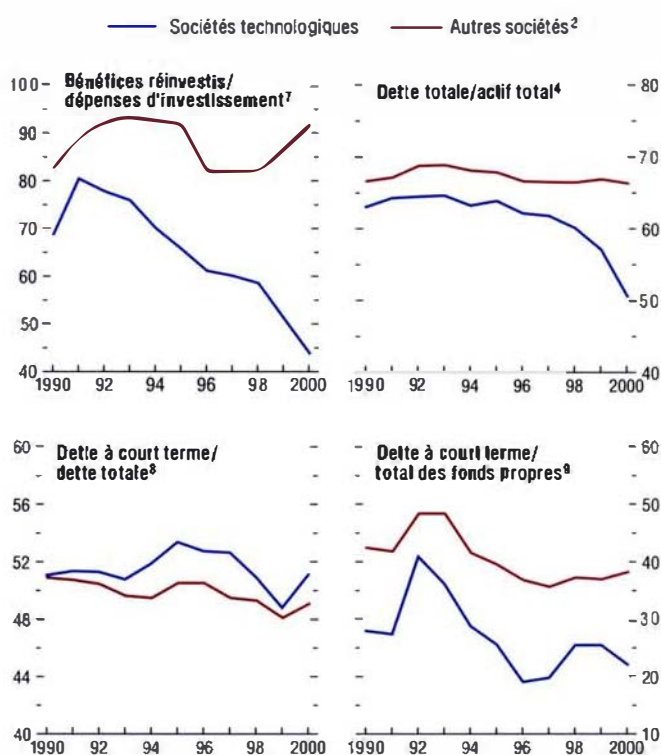 Sociétés technologiques
Autres sociétés²
Bénéfices réinvestis/
dépenses d'investissement⁷
100
90
80
70
60
50
40
1990 92 94 96 98 2000
Dette totale/actif total⁴
80
70
60
50
40
1990 92 94 96 98 2000
Dette à court terme/
dette totale⁸
60
56
52
48
44
40
1990 92 94 96 98 2000
Dette à court terme/
total des fonds propres⁹
60
50
40
30
20
10
1990 92 94 96 98 2000